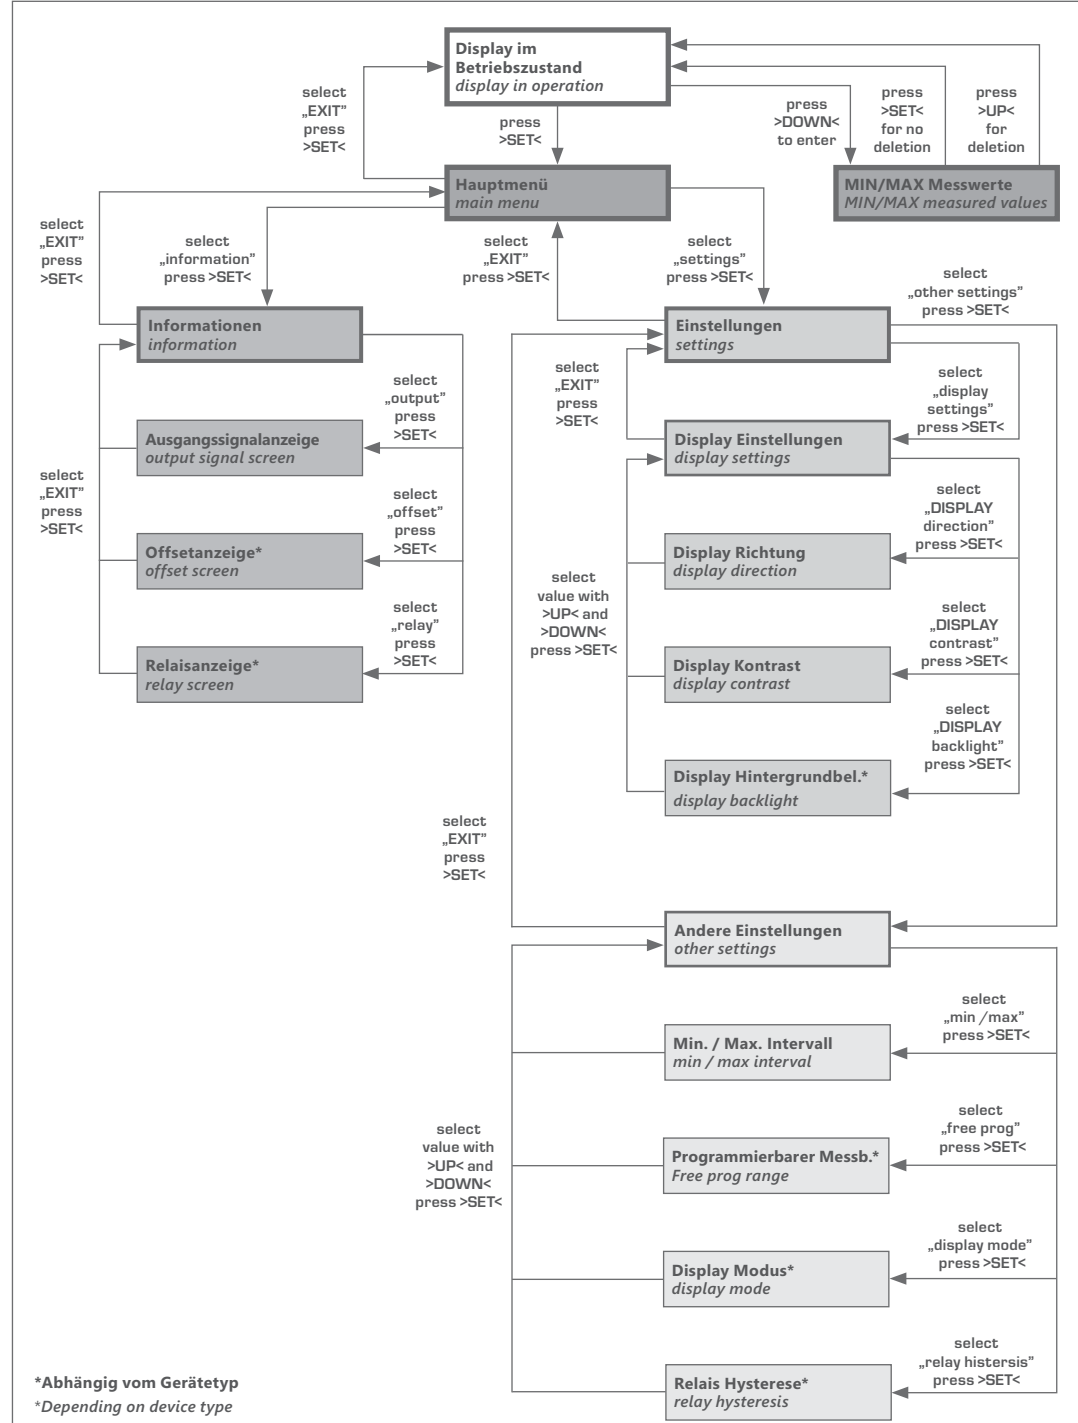 Display im
Betriebszustand
display in operation
select
„EXIT”
press
>SET<
press
>SET<
press
>DOWN<
to enter
press
>SET<
for no
deletion
press
>UP<
for
deletion
Hauptmenü
main menu
MIN/MAX Messwerte
MIN/MAX measured values
select
„EXIT”
press
>SET<
select
„information”
press >SET<
select
„EXIT”
press >SET<
select
„settings”
press >SET<
select
„other settings”
press >SET<
Informationen
information
Einstellungen
settings
select
„output”
press
>SET<
select
„EXIT”
press
>SET<
select
„display
settings”
press >SET<
Ausgangssignalanzeige
output signal screen
Display Einstellungen
display settings
select
„EXIT”
press
>SET<
select
„offset”
press
>SET<
select
„DISPLAY
direction”
press >SET<
Offsetanzeige*
offset screen
Display Richtung
display direction
select
value with
>UP< and
>DOWN<
press >SET<
select
„relay”
press
>SET<
select
„DISPLAY
contrast”
press >SET<
Relaisanzeige*
relay screen
Display Kontrast
display contrast
select
„DISPLAY
backlight”
press >SET<
Display Hintergrundbel.*
display backlight
select
„EXIT”
press
>SET<
Andere Einstellungen
other settings
select
„min /max”
press >SET<
Min. / Max. Intervall
min / max interval
select
„free prog”
press >SET<
select
value with
>UP< and
>DOWN<
press >SET<
Programmierbarer Messb.*
Free prog range
select
„display mode”
press >SET<
Display Modus*
display mode
select
„relay histersis”
press >SET<
Relais Hysterese*
relay hysteresis
*Abhängig vom Gerätetyp
*Depending on device type